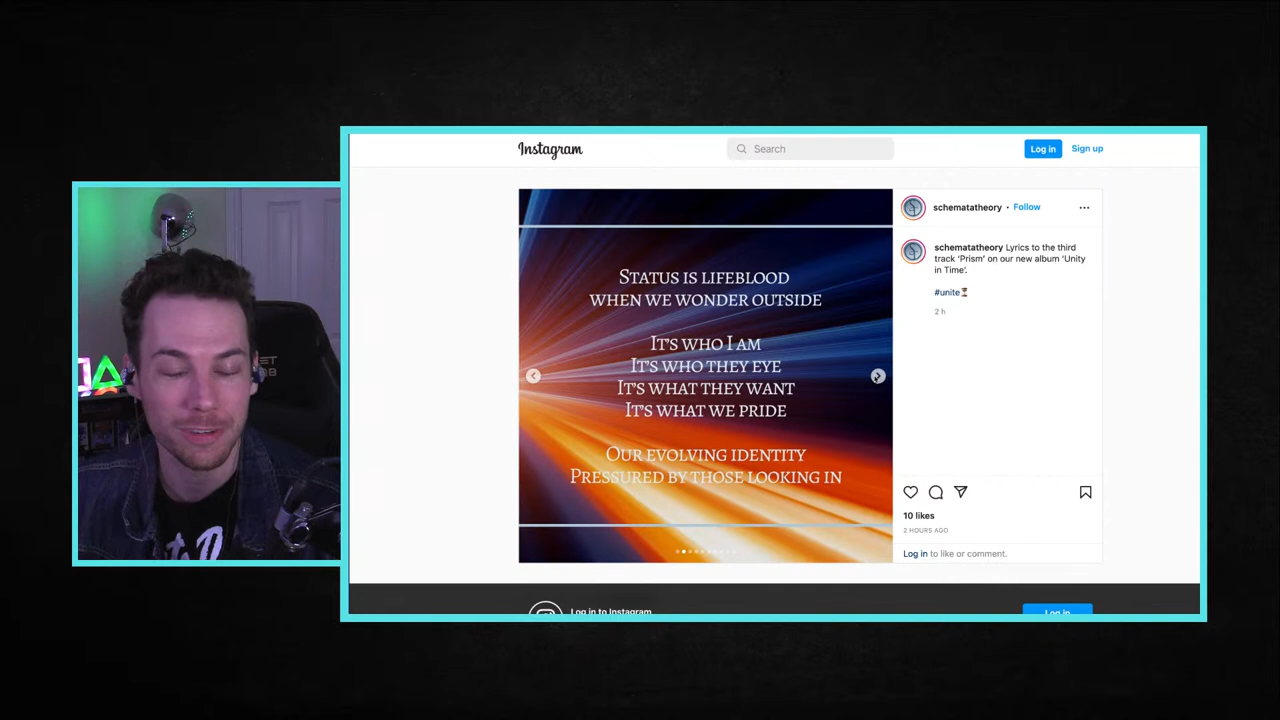 Instagram
Search
Log in
Sign up
schematatheory • Follow
STATUS IS LIFEBLOOD
WHEN WE WONDER OUTSIDE
IT'S WHO I AM
IT'S WHO THEY EYE
IT'S WHAT THEY WANT
IT'S WHAT WE PRIDE
OUR EVOLVING IDENTITY
PRESSURED BY THOSE LOOKING IN
schematatheory Lyrics to the third
track 'Prism' on our new album 'Unity
in Time'.
#unite⏳
2 h
10 likes
2 HOURS AGO
Log in to like or comment.
Log in to Instagram
Log in